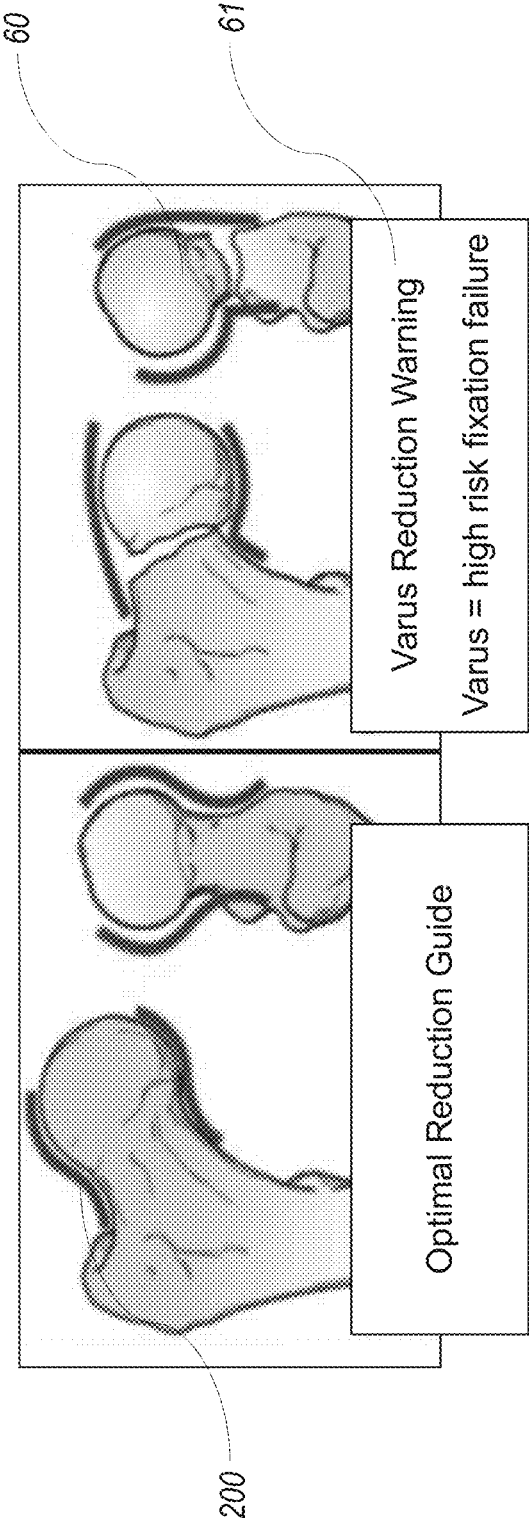 200
60
61
Optimal Reduction Guide
Varus Reduction Warning
Varus = high risk fixation failure